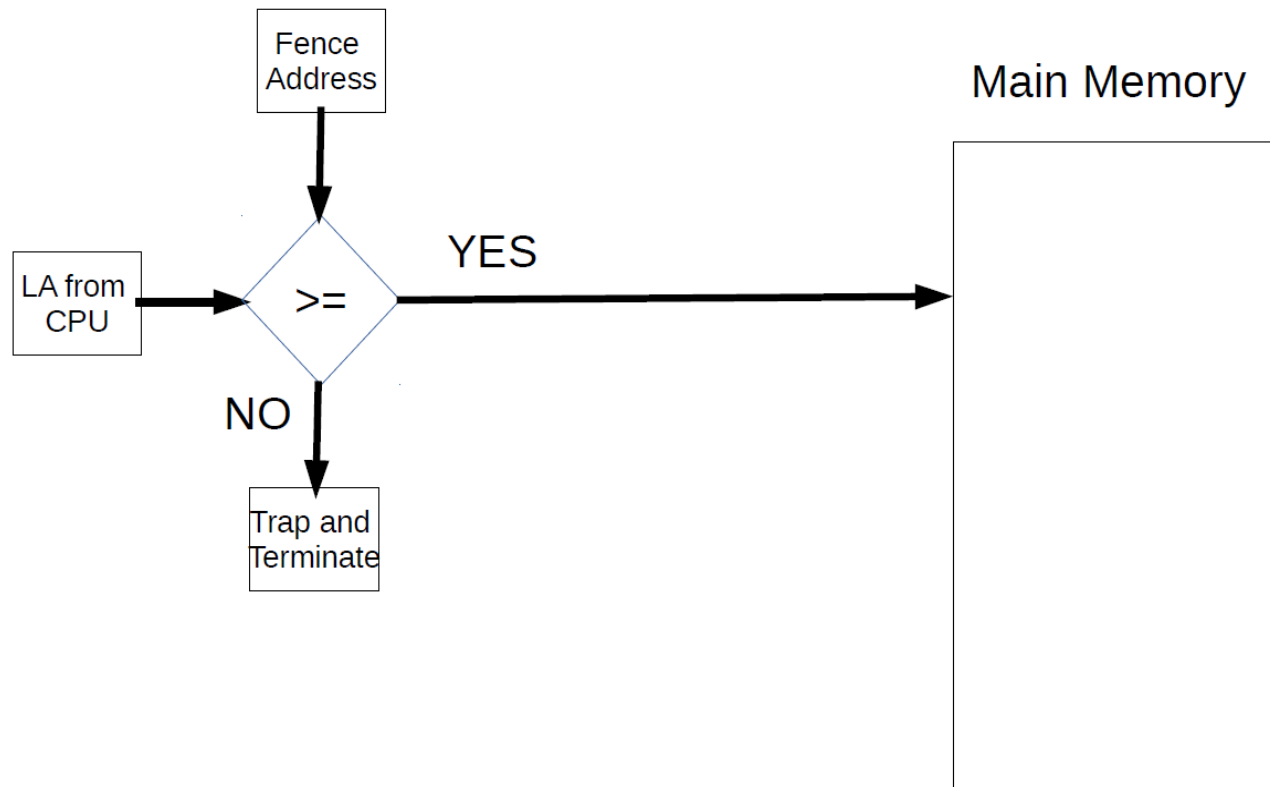 Fence
Address
Main Memory
YES
LA from
CPU
>=
NO
Trap and
Terminate